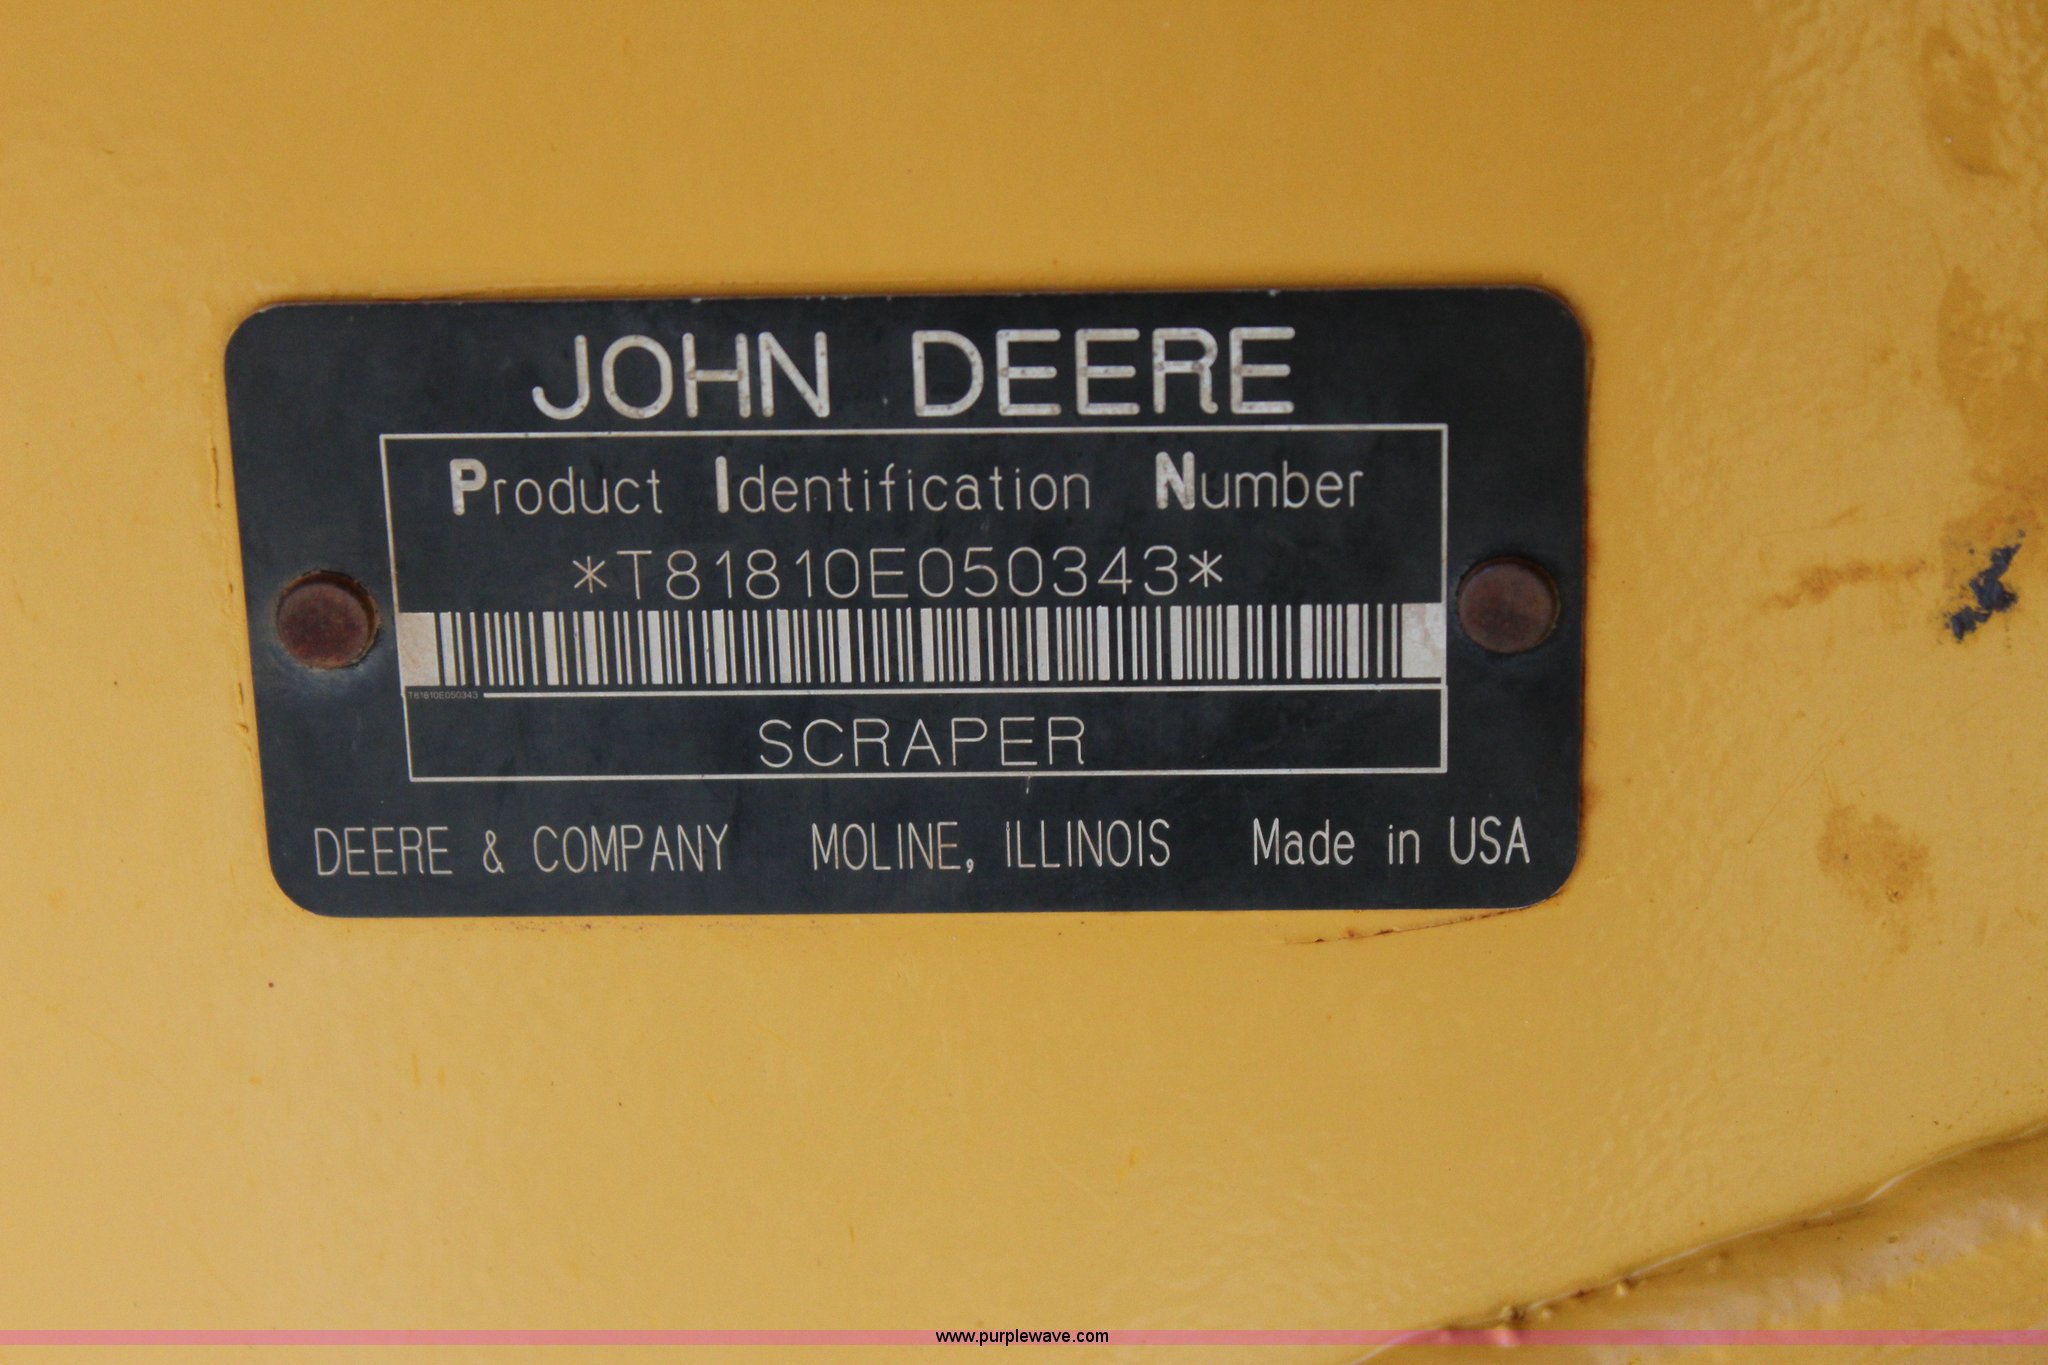 JOHN DEERE
Product Identification Number
*T81810E050343*
T81810E050343
SCRAPER
DEERE & COMPANY MOLINE, ILLINOIS Made in USA
www.purplewave.com